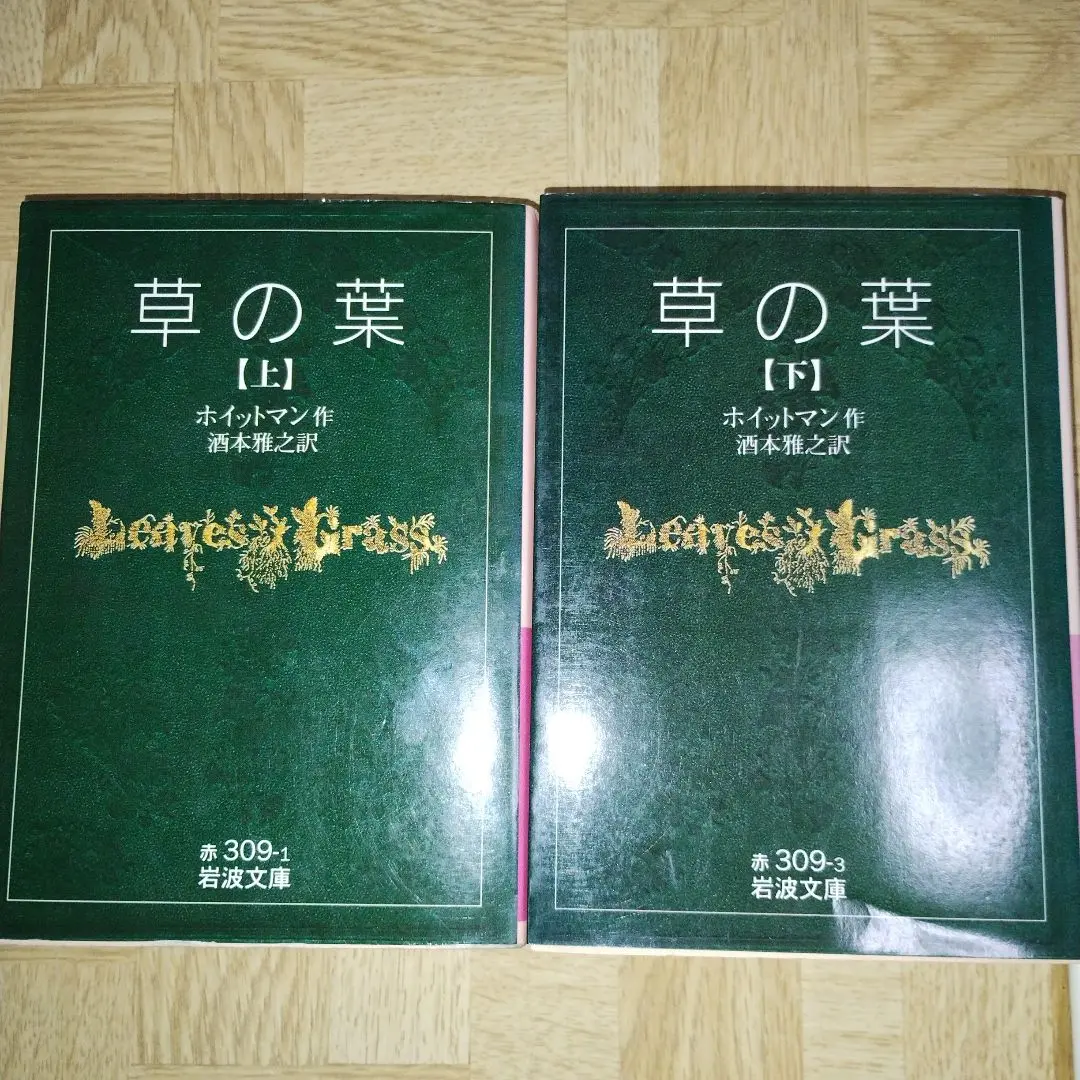 草の葉
【上】
ホイットマン作
酒本雅之訳
Leaves of Grass
赤 309-1
岩波文庫
草の葉
【下】
ホイットマン作
酒本雅之訳
Leaves of Grass
赤 309-3
岩波文庫